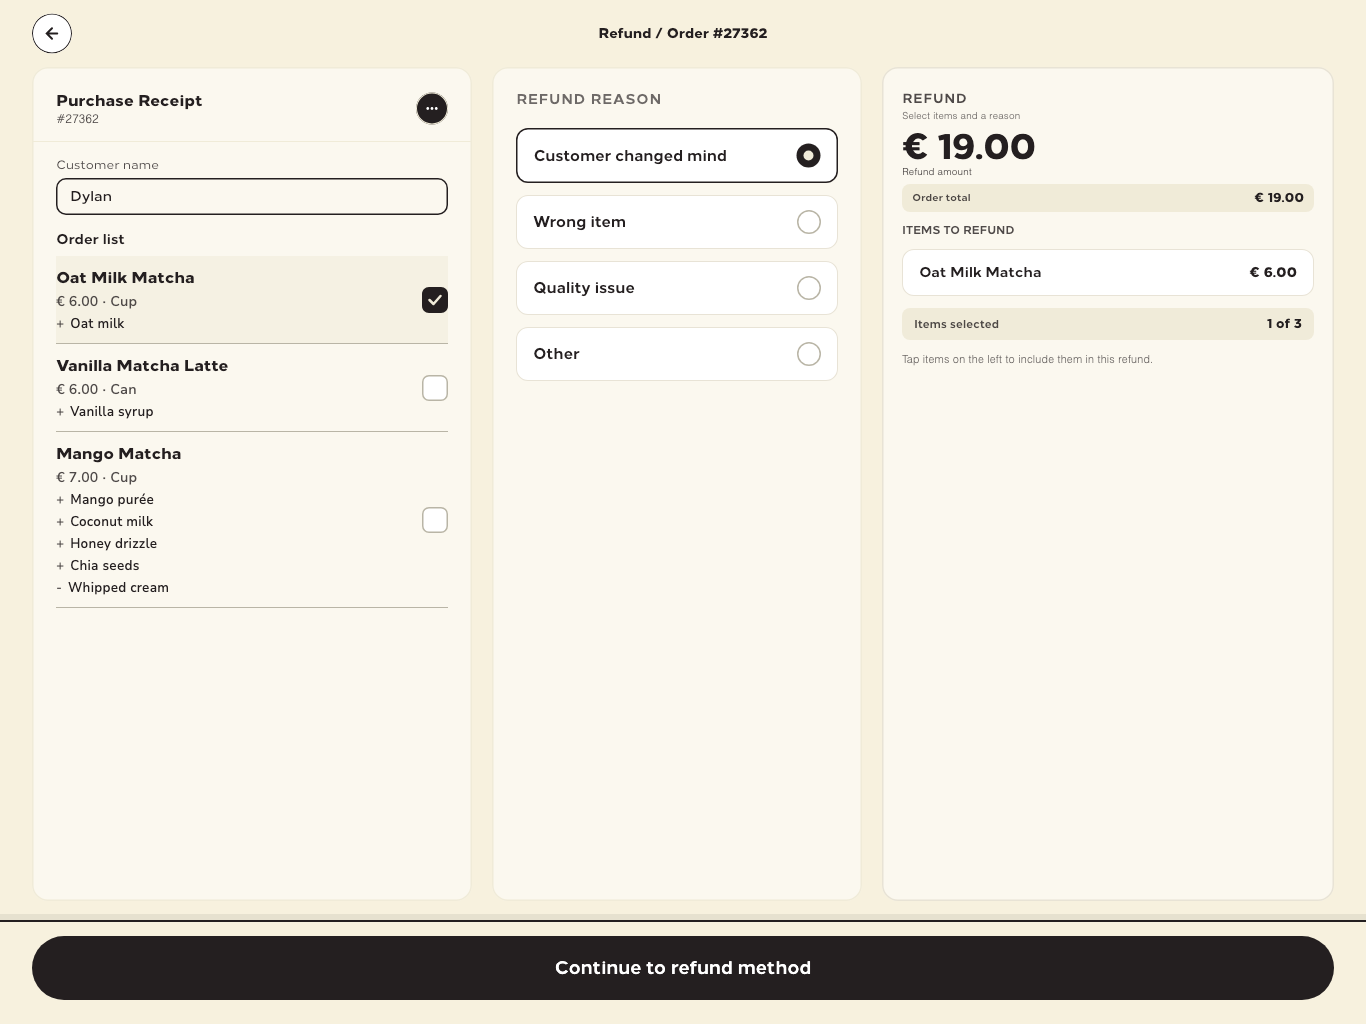 Refund / Order #27362
Purchase Receipt
#27362
Customer name
Dylan
Order list
Oat Milk Matcha
€ 6.00 · Cup
+ Oat milk
Vanilla Matcha Latte
€ 6.00 · Can
+ Vanilla syrup
Mango Matcha
€ 7.00 · Cup
+ Mango purée
+ Coconut milk
+ Honey drizzle
+ Chia seeds
- Whipped cream
REFUND REASON
Customer changed mind
Wrong item
Quality issue
Other
REFUND
Select items and a reason
€ 19.00
Refund amount
Order total € 19.00
ITEMS TO REFUND
Oat Milk Matcha € 6.00
Items selected 1 of 3
Tap items on the left to include them in this refund.
Continue to refund method